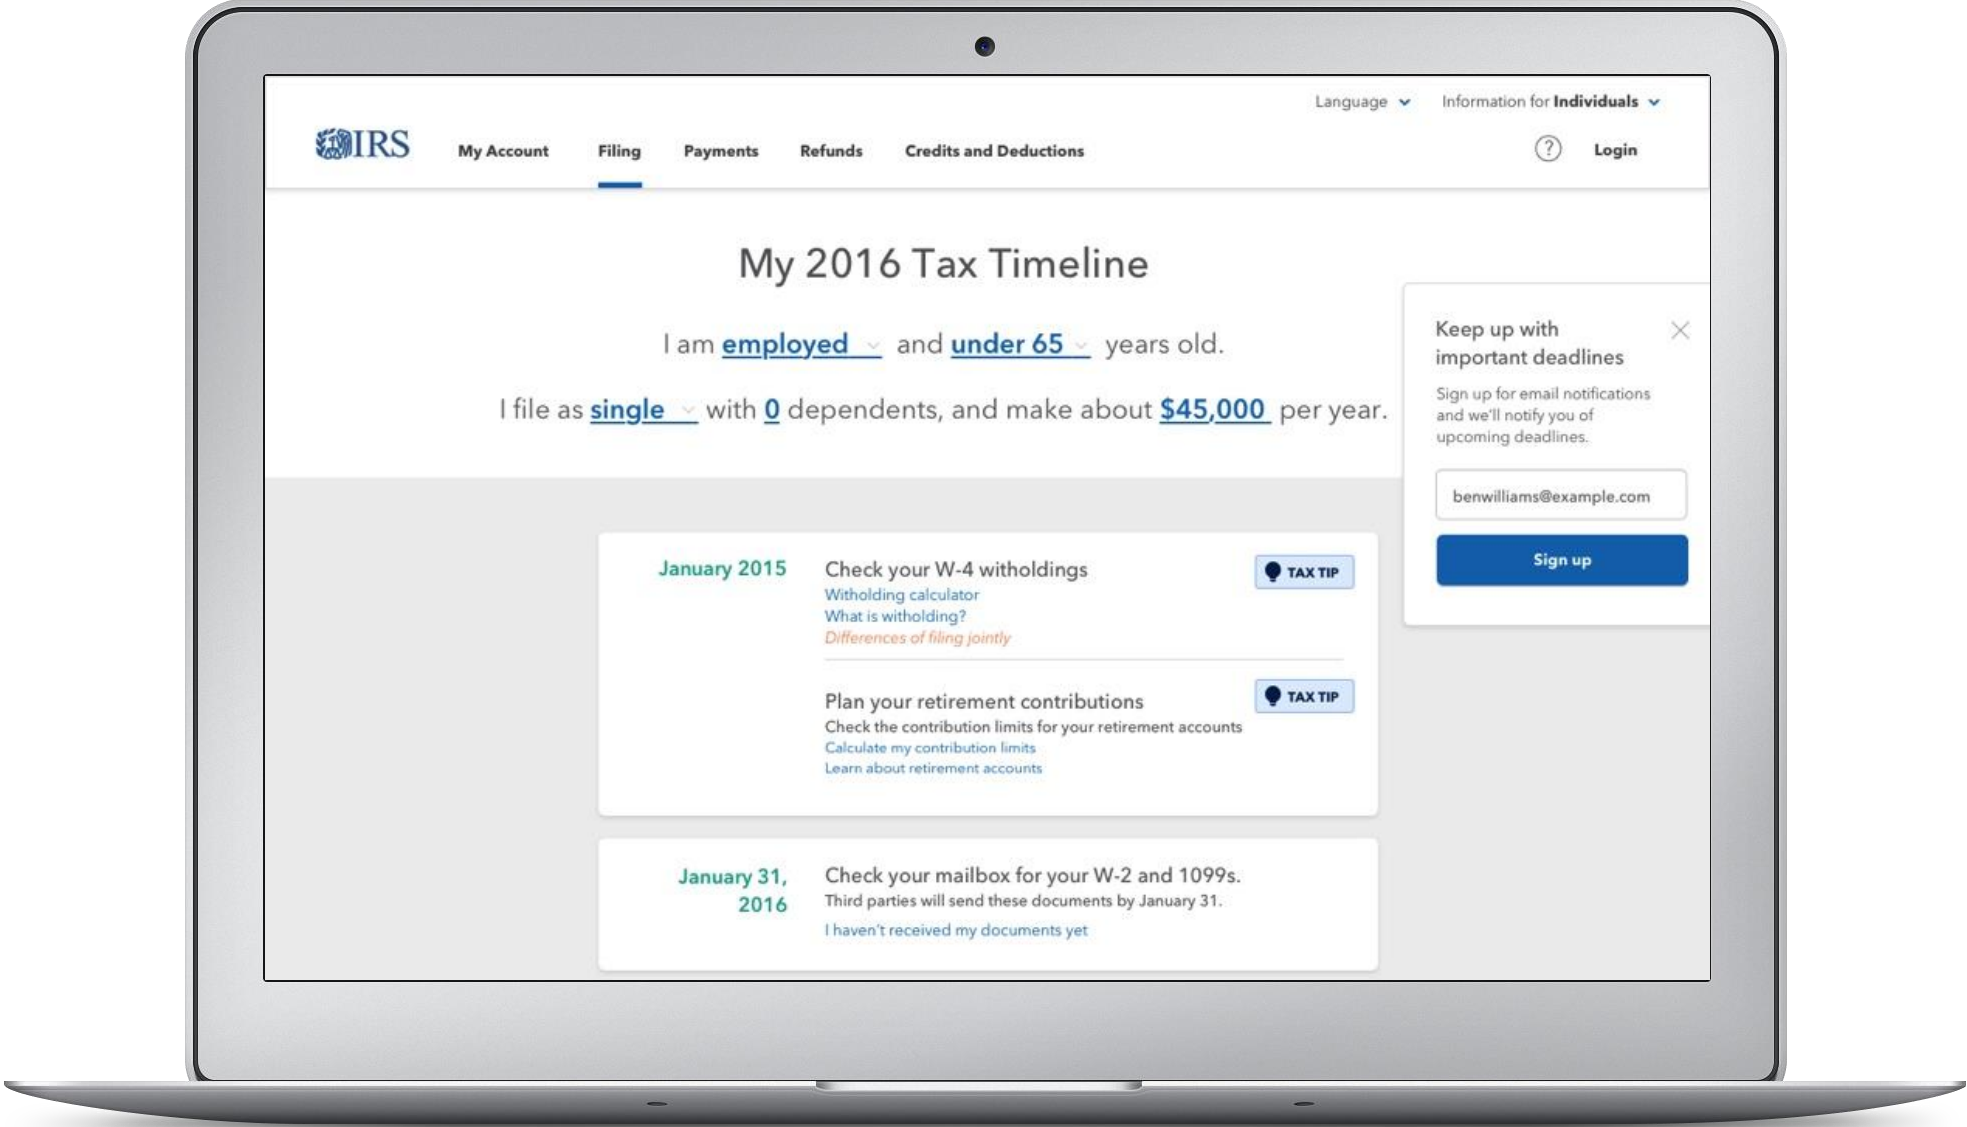 Language
Information for Individuals
IRS
My Account
Filing
Payments
Refunds
Credits and Deductions
?
Login
My 2016 Tax Timeline
I am employed and under 65 years old.
I file as single with 0 dependents, and make about $45,000 per year.
Keep up with
important deadlines
Sign up for email notifications
and we'll notify you of
upcoming deadlines.
benwilliams@example.com
Sign up
January 2015
Check your W-4 witholdings
TAX TIP
Witholding calculator
What is witholding?
Differences of filing jointly
Plan your retirement contributions
TAX TIP
Check the contribution limits for your retirement accounts
Calculate my contribution limits
Learn about retirement accounts
January 31,
2016
Check your mailbox for your W-2 and 1099s.
Third parties will send these documents by January 31.
I haven't received my documents yet